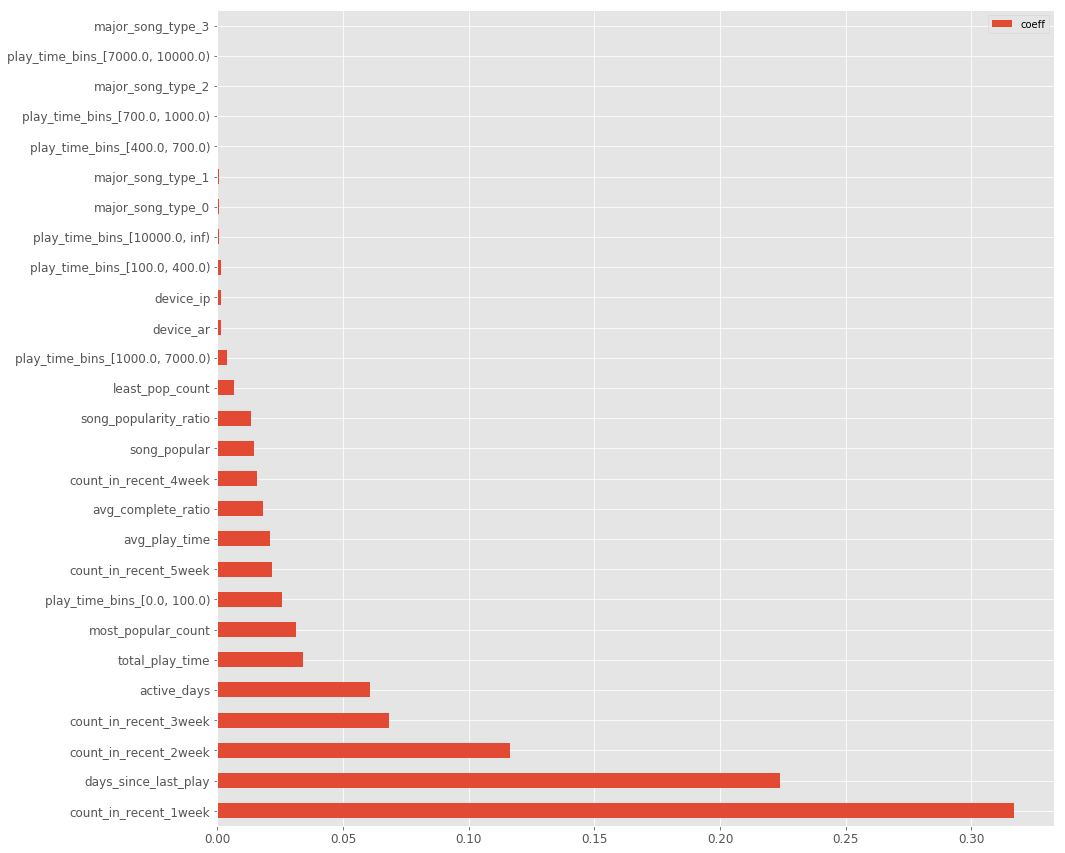 coeff
major_song_type_3
play_time_bins_[7000.0, 10000.0)
major_song_type_2
play_time_bins_[700.0, 1000.0)
play_time_bins_[400.0, 700.0)
major_song_type_1
major_song_type_0
play_time_bins_[10000.0, inf)
play_time_bins_[100.0, 400.0)
device_ip
device_ar
play_time_bins_[1000.0, 7000.0)
least_pop_count
song_popularity_ratio
song_popular
count_in_recent_4week
avg_complete_ratio
avg_play_time
count_in_recent_5week
play_time_bins_[0.0, 100.0)
most_popular_count
total_play_time
active_days
count_in_recent_3week
count_in_recent_2week
days_since_last_play
count_in_recent_1week
0.00 0.05 0.10 0.15 0.20 0.25 0.30